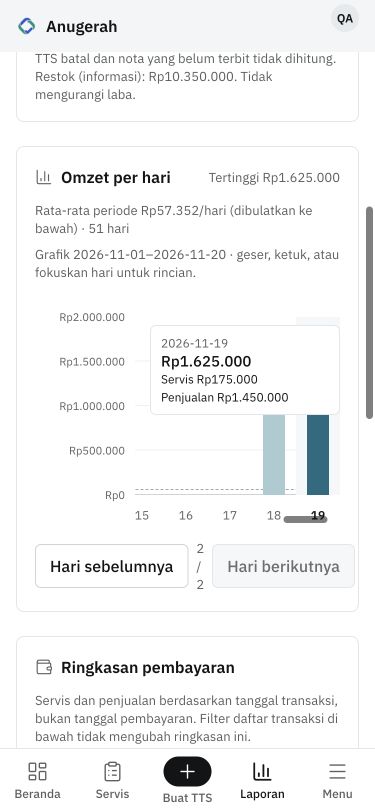 Anugerah
QA
TTS batal dan nota yang belum terbit tidak dihitung.
Restok (informasi): Rp10.350.000. Tidak
mengurangi laba.
Omzet per hari
Tertinggi Rp1.625.000
Rata-rata periode Rp57.352/hari (dibulatkan ke
bawah) · 51 hari
Grafik 2026-11-01–2026-11-20 · geser, ketuk, atau
fokuskan hari untuk rincian.
Rp2.000.000
2026-11-19
Rp1.500.000
Rp1.625.000
Servis Rp175.000
Penjualan Rp1.450.000
Rp1.000.000
Rp500.000
Rp0
15 16 17 18 19
Hari sebelumnya
2
/
2
Hari berikutnya
Ringkasan pembayaran
Servis dan penjualan berdasarkan tanggal transaksi,
bukan tanggal pembayaran. Filter daftar transaksi di
bawah tidak mengubah ringkasan ini.
Beranda
Servis
Buat TTS
Laporan
Menu